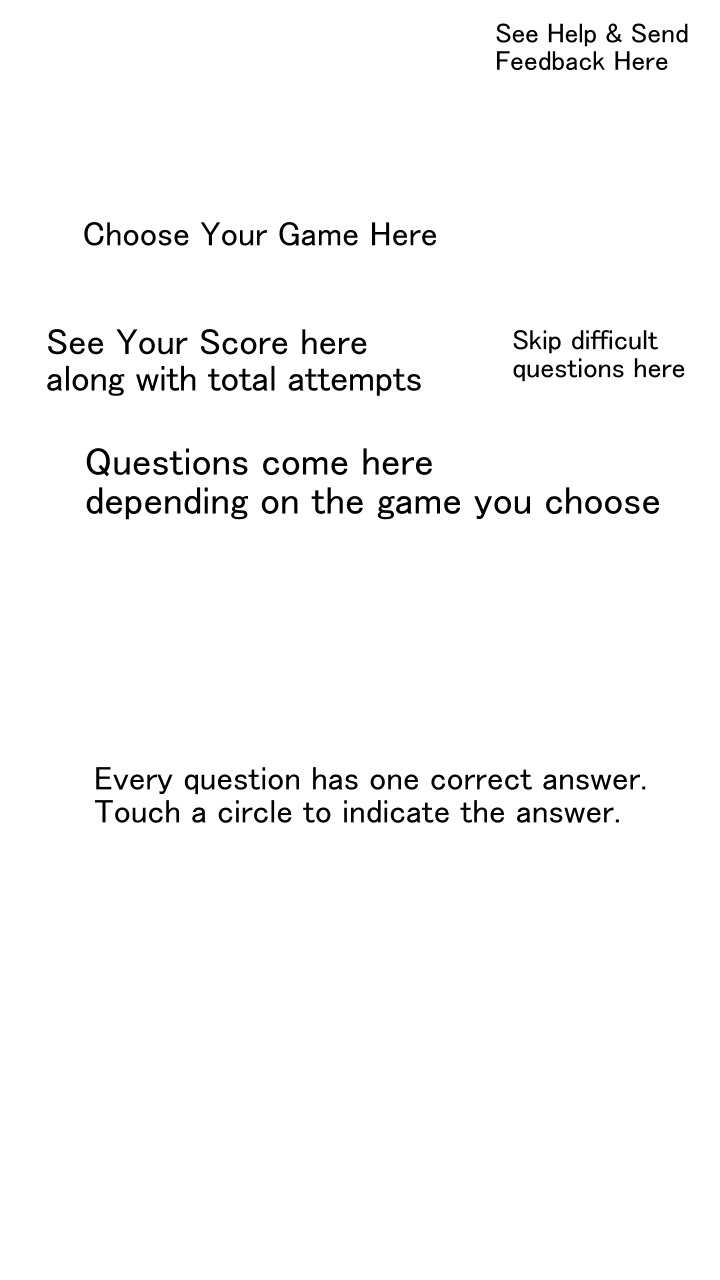 See Help & Send
Feedback Here
Choose Your Game Here
See Your Score here
along with total attempts
Skip difficult
questions here
Questions come here
depending on the game you choose
Every question has one correct answer.
Touch a circle to indicate the answer.